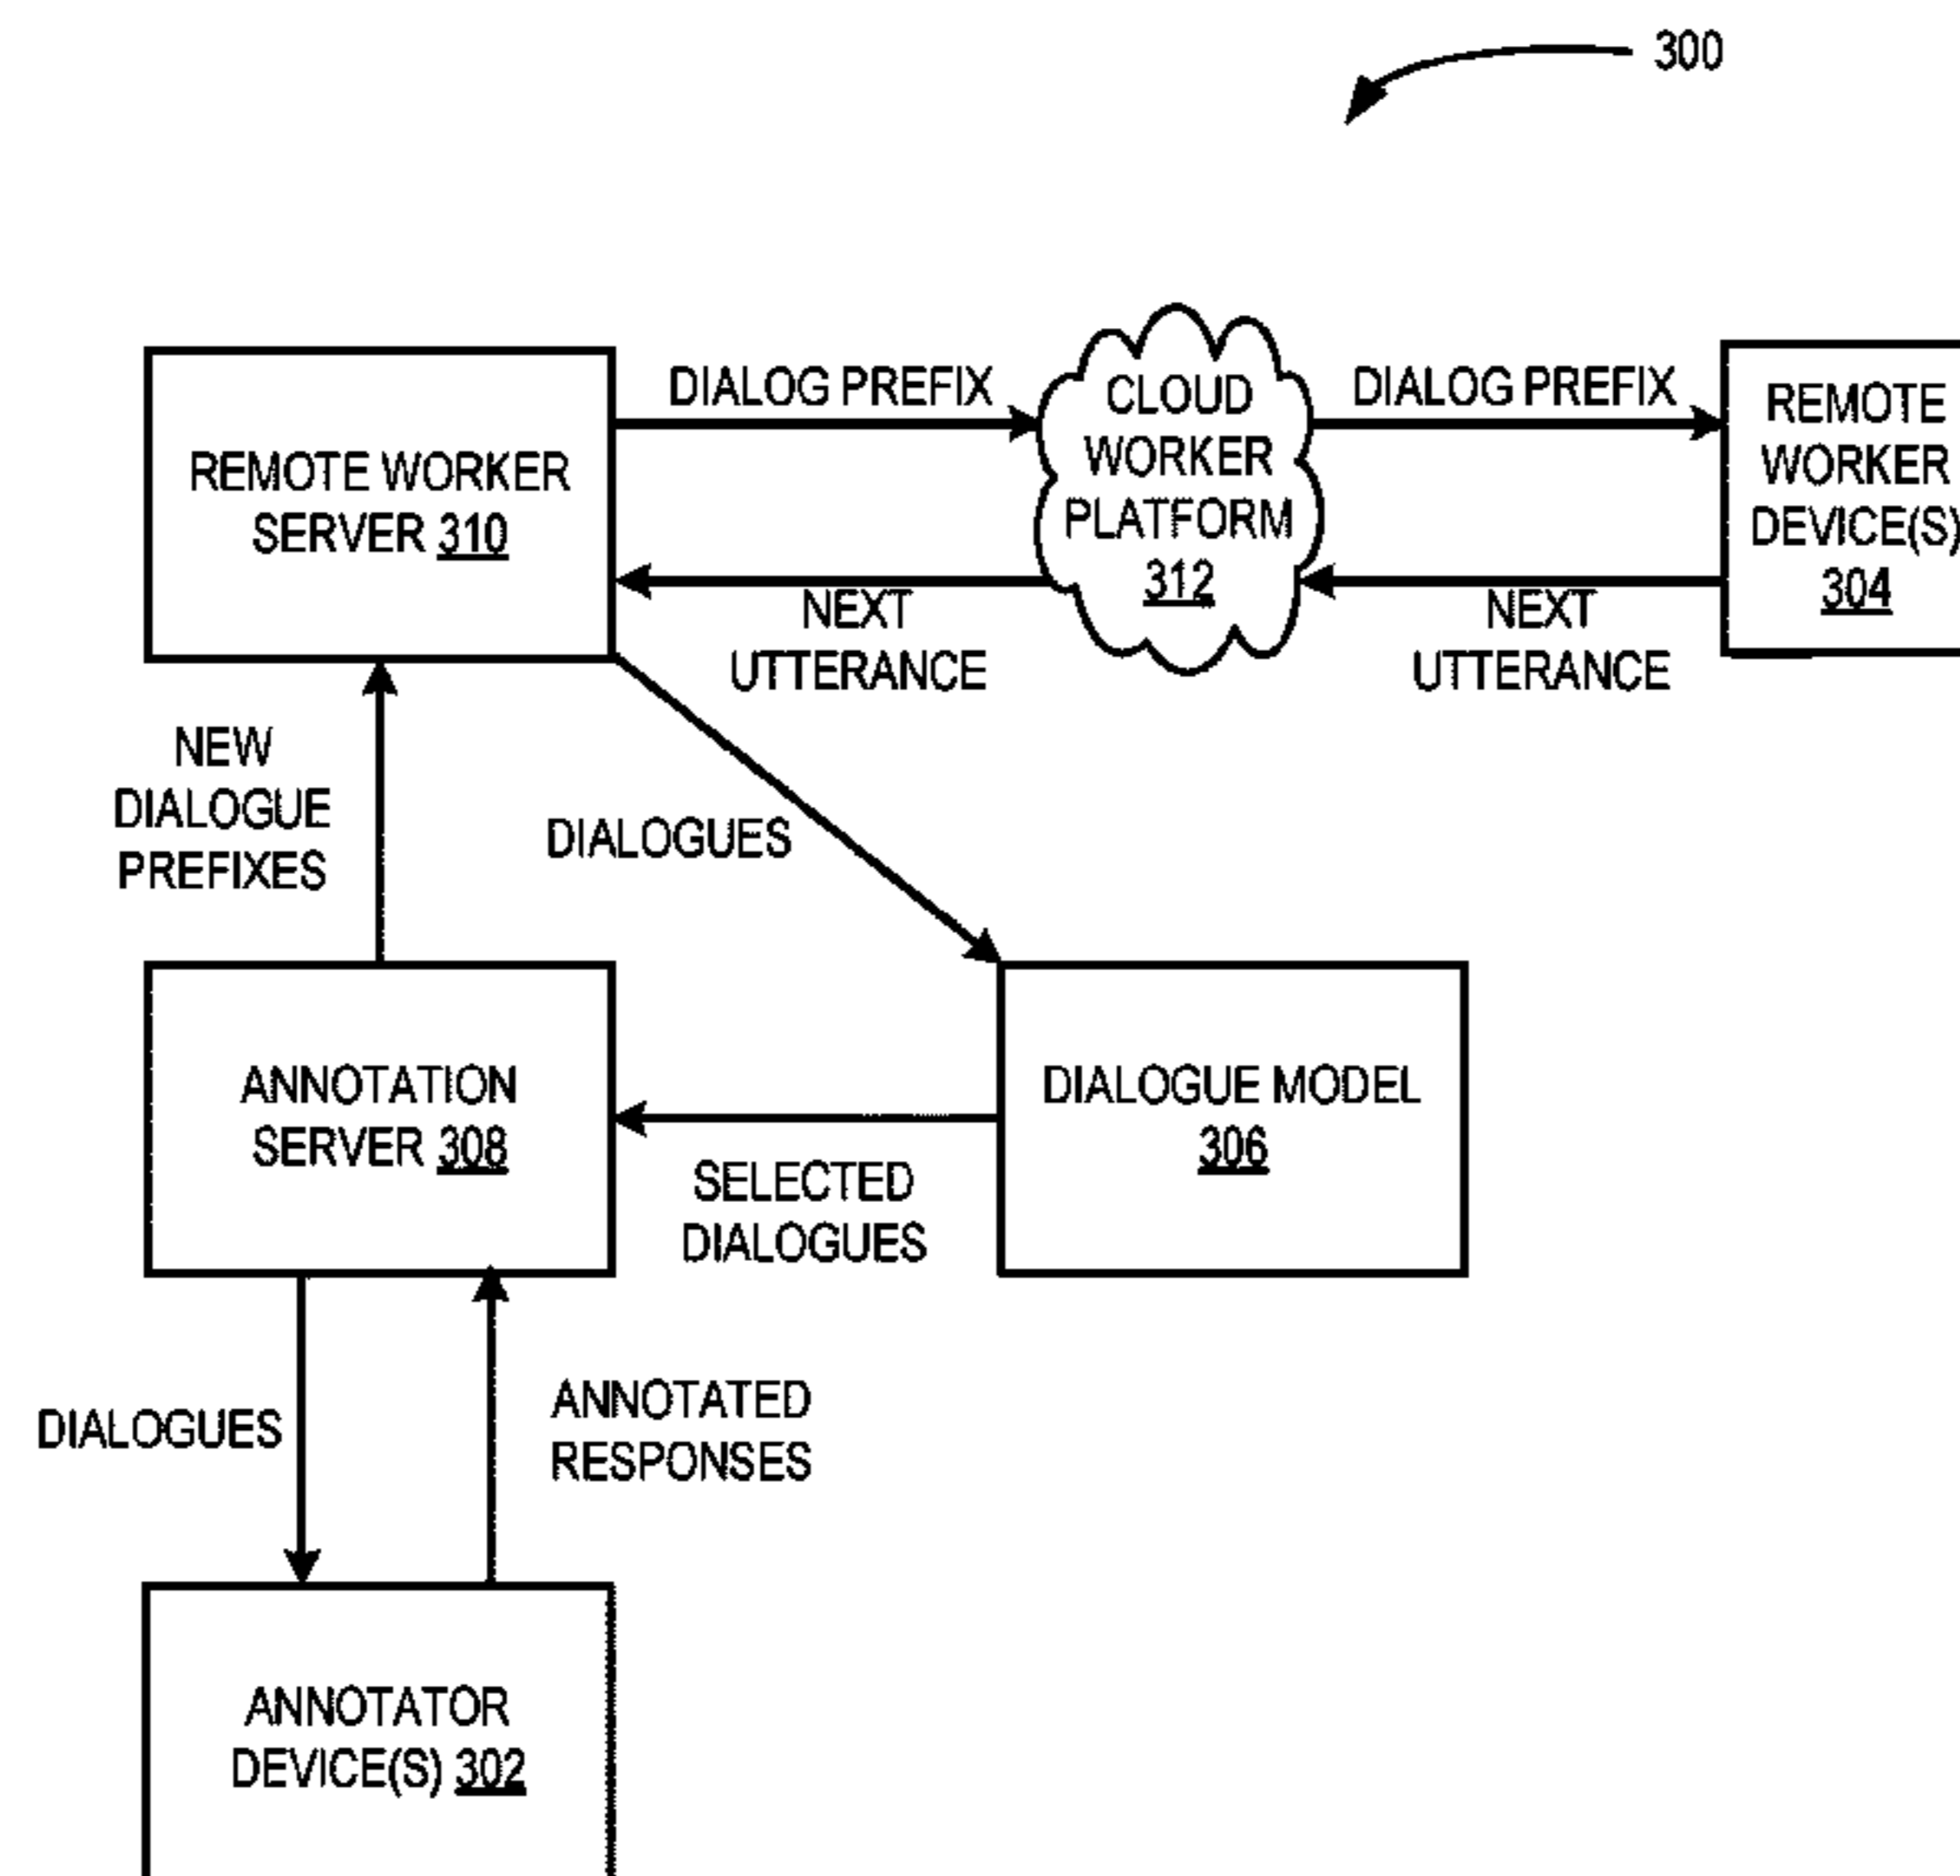 300
DIALOG PREFIX
CLOUD
WORKER
PLATFORM
312
DIALOG PREFIX
REMOTE
WORKER
DEVICE(S)
304
REMOTE WORKER
SERVER 310
NEXT
UTTERANCE
NEXT
UTTERANCE
NEW
DIALOGUE
PREFIXES
DIALOGUES
ANNOTATION
SERVER 308
DIALOGUE MODEL
306
SELECTED
DIALOGUES
DIALOGUES
ANNOTATED
RESPONSES
ANNOTATOR
DEVICE(S) 302